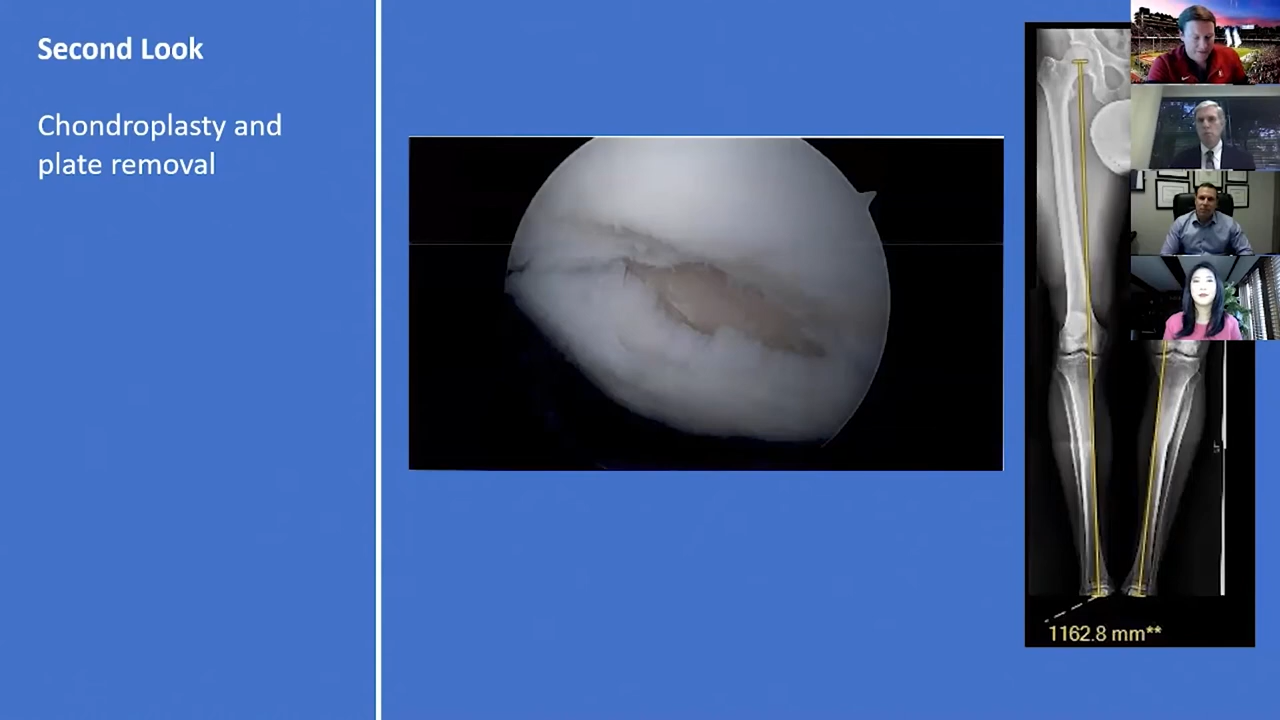 Second Look
Chondroplasty and
plate removal
1162.8 mm**